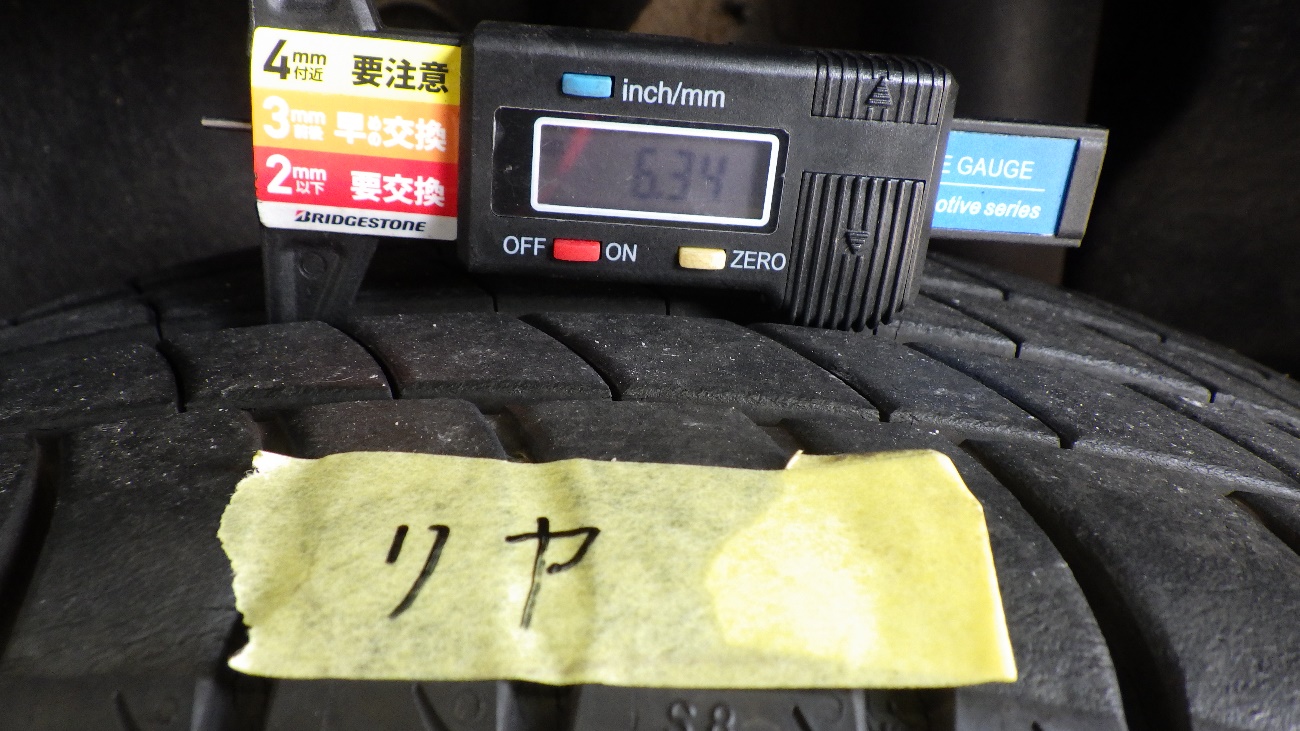 4mm付近 要注意
3mm前後 早めの交換
2mm以下 要交換
BRIDGESTONE
inch/mm
6.34
OFF ON ZERO
E GAUGE
otive series
リヤ